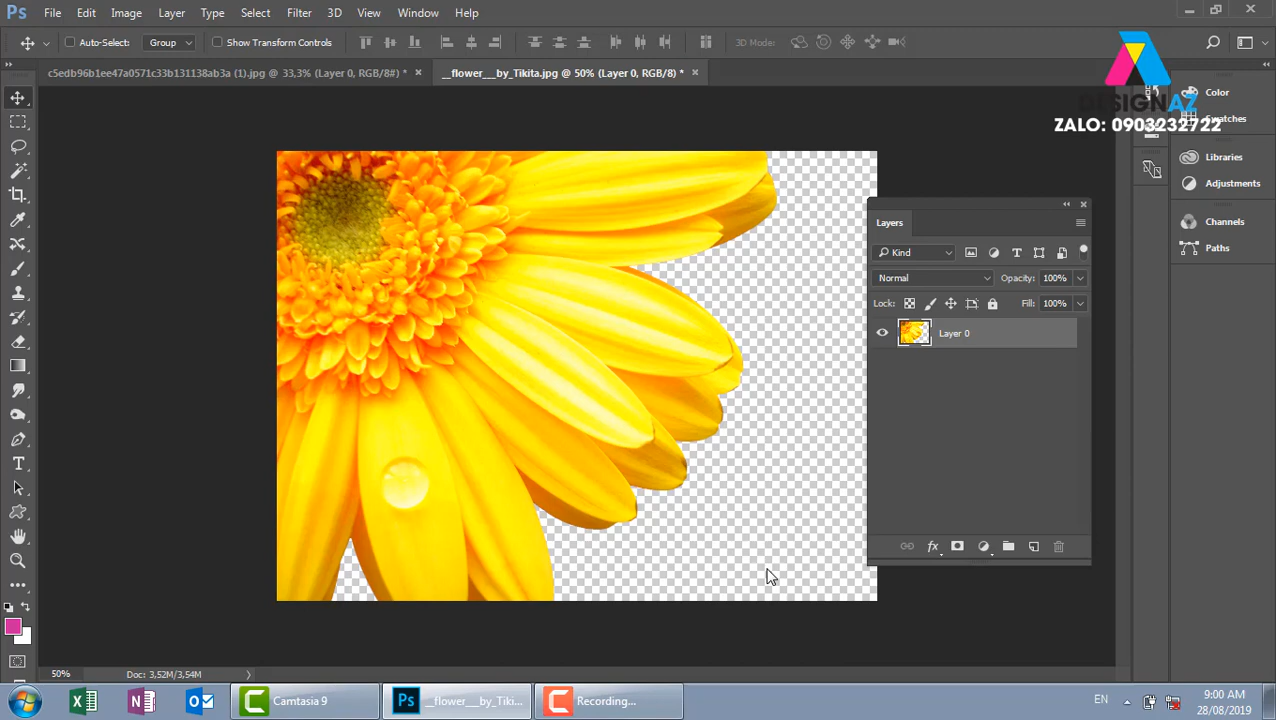 Ps File Edit Image Layer Type Select Filter 3D View Window Help
Auto-Select: Group Show Transform Controls 3D Mode:
c5edb96b1ee47a0571c33b131138ab3a (1).jpg @ 33,3% (Layer 0, RGB/8#) * × __flower__by_Tikita.jpg @ 50% (Layer 0, RGB/8) * ×
DESIGNAZ
ZALO: 0903232722
Color
Swatches
Libraries
Adjustments
Channels
Paths
Layers
Kind
Normal Opacity: 100%
Lock: Fill: 100%
Layer 0
fx
50% Doc: 3,52M/3,54M
Camtasia 9
Ps __flower__by_Tiki...
Recording...
EN
9:00 AM
28/08/2019